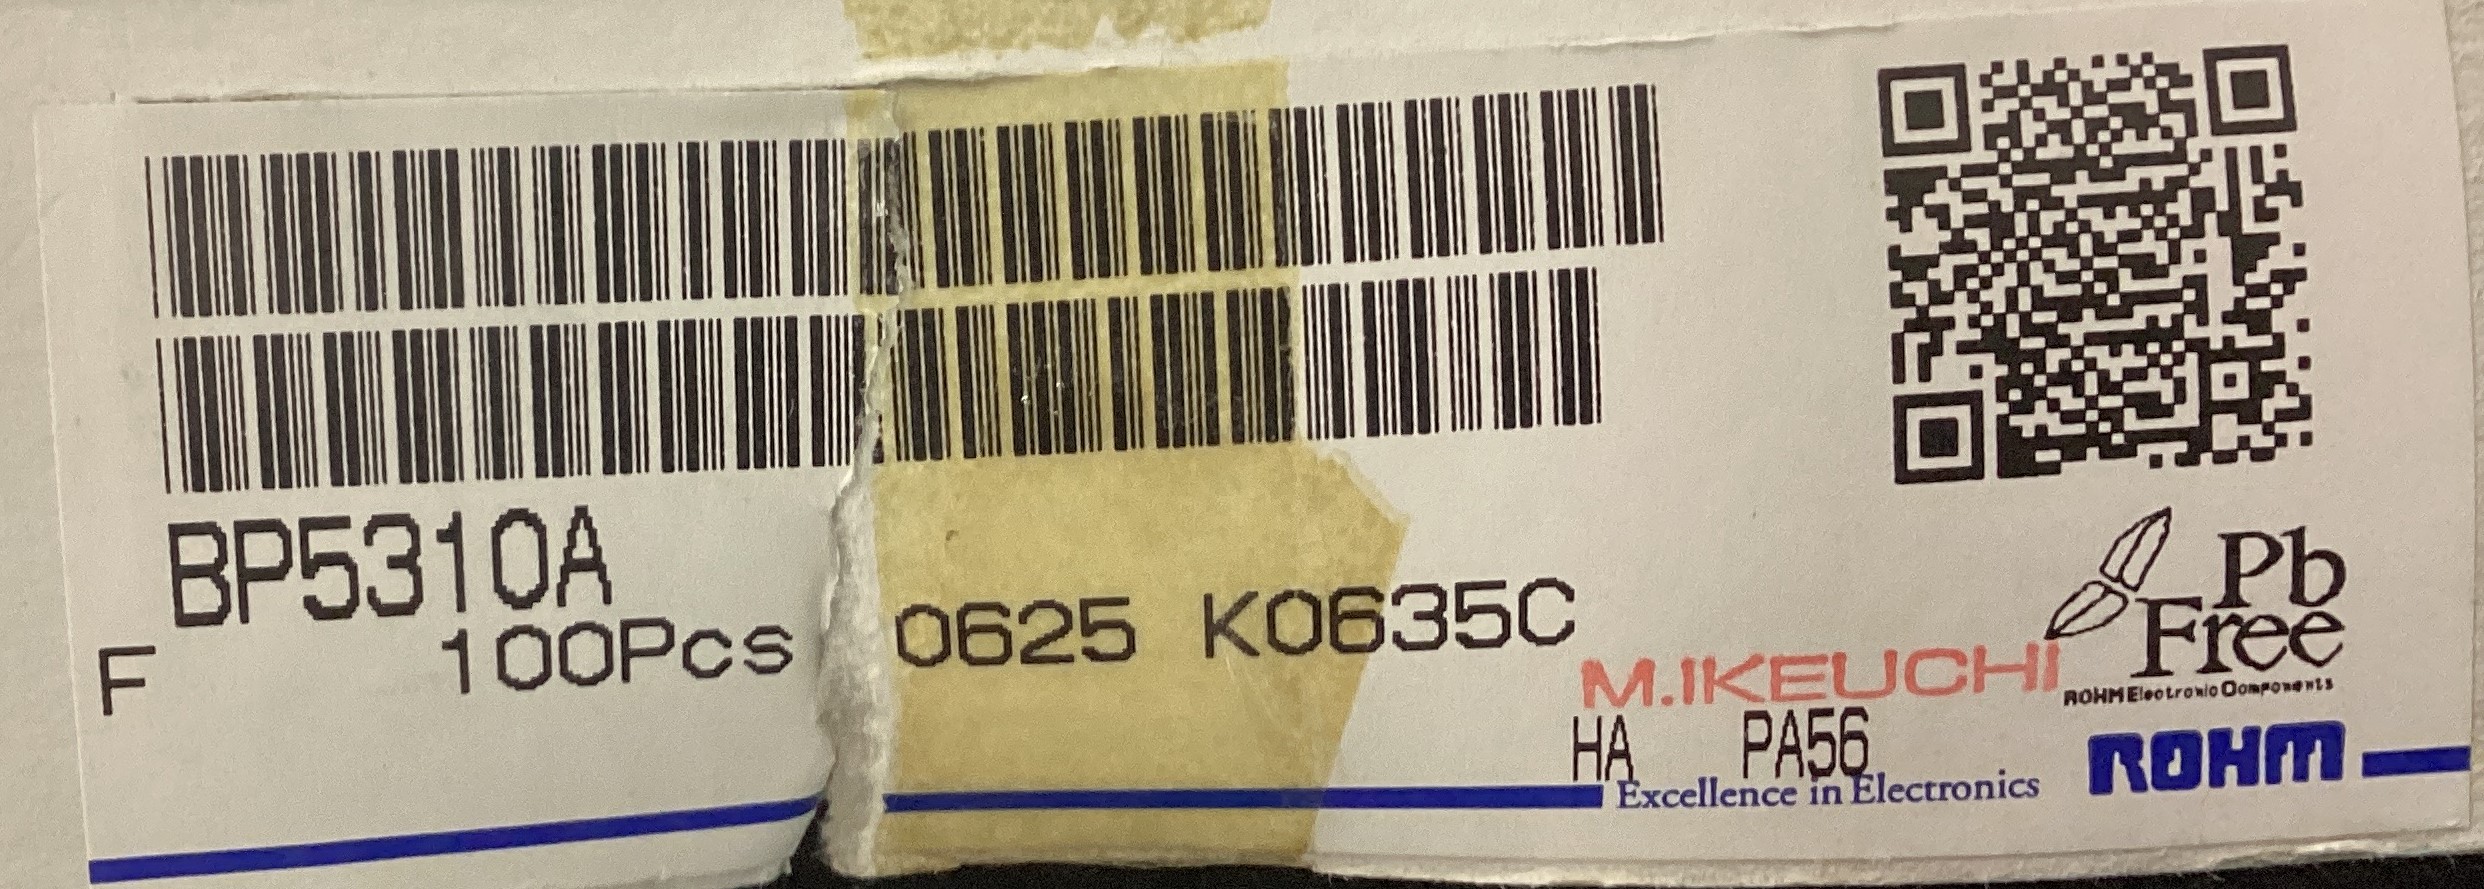 BP5310A
F 100Pcs 0625 K0635C
M.IKEUCHI
HA PA56
Pb
Free
ROHM Electronic Components
Excellence in Electronics
ROHM